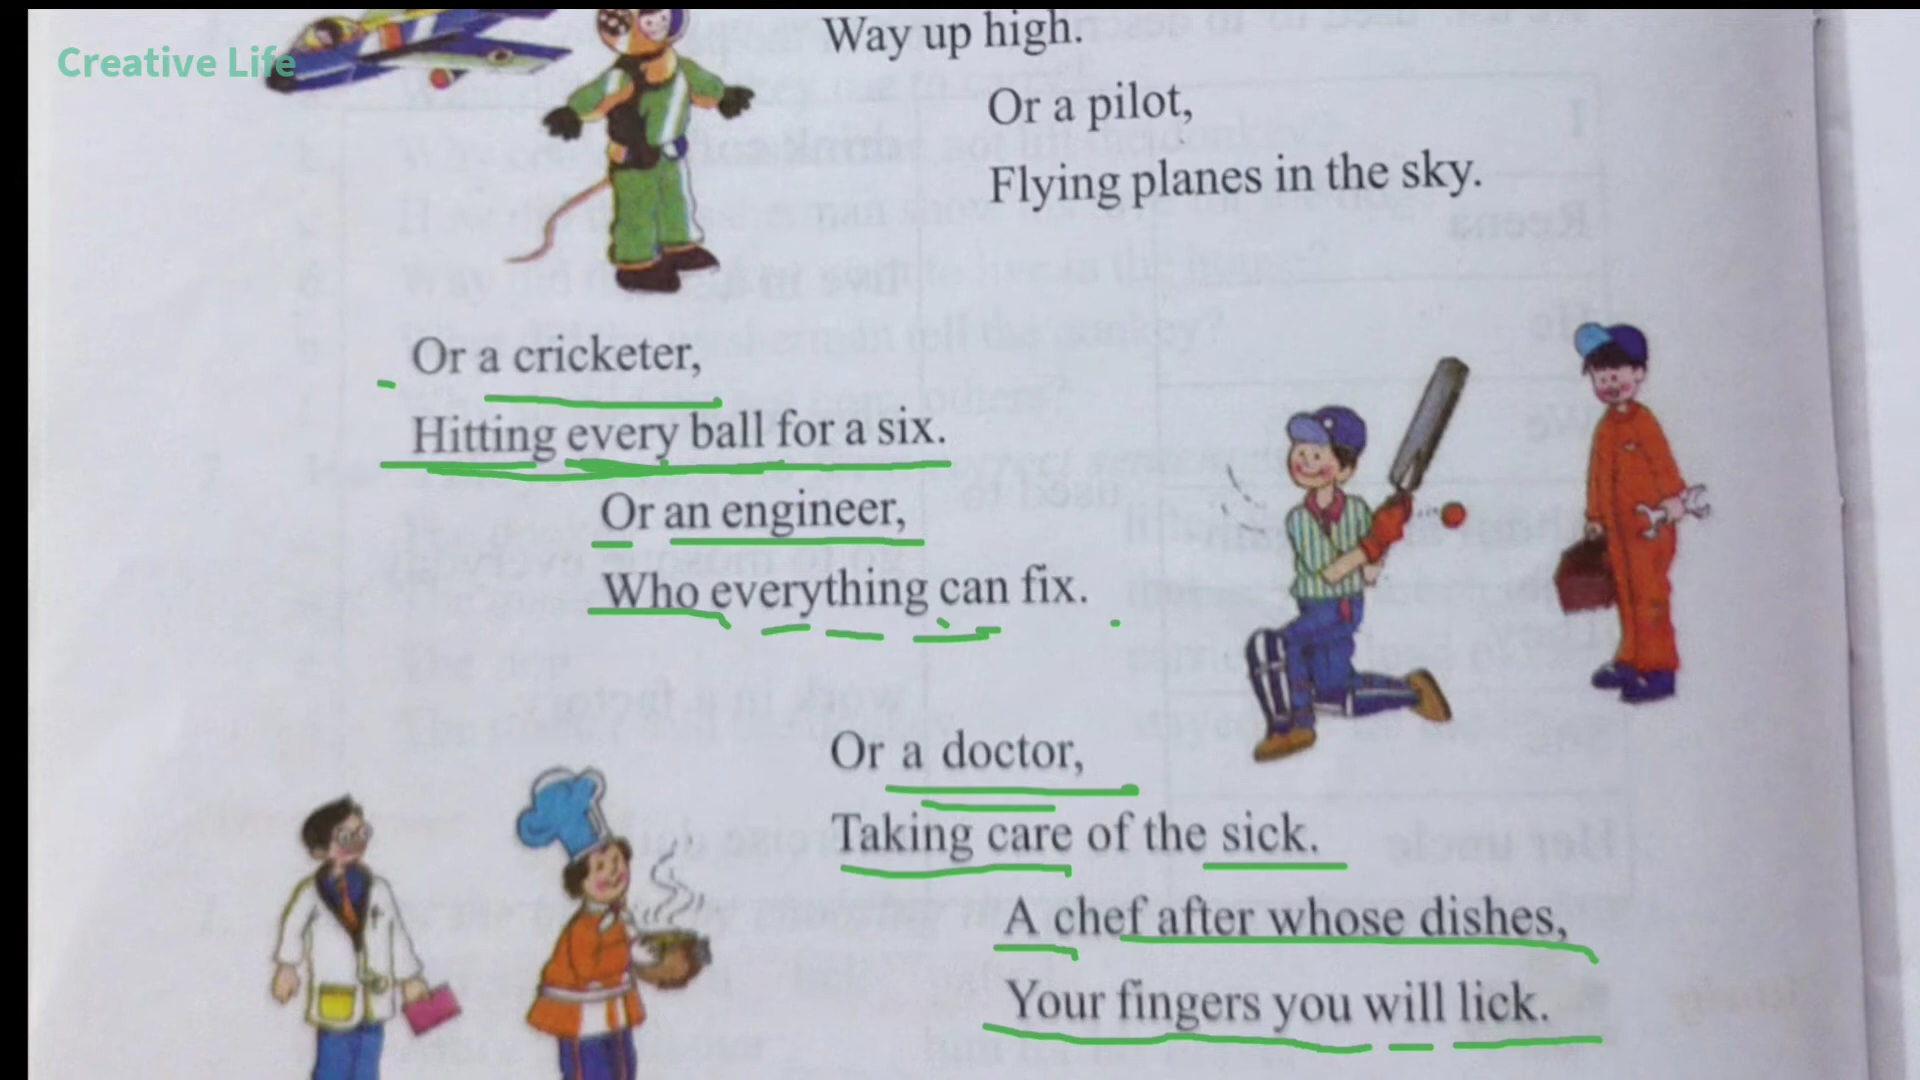 Creative Life
Way up high.
Or a pilot,
Flying planes in the sky.
Or a cricketer,
Hitting every ball for a six.
Or an engineer,
Who everything can fix.
Or a doctor,
Taking care of the sick.
A chef after whose dishes,
Your fingers you will lick.